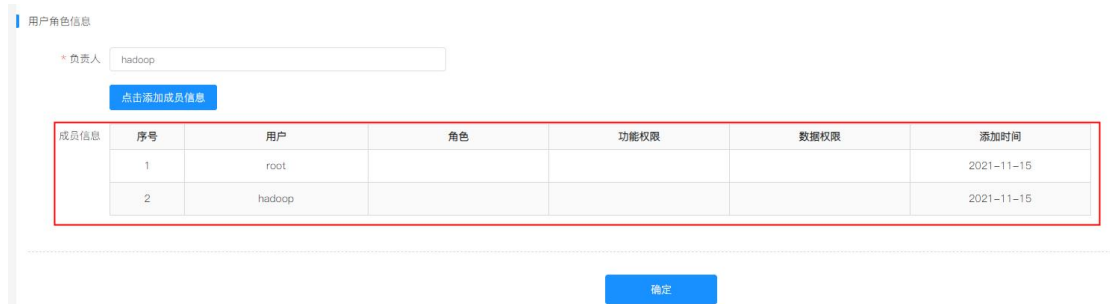 用户角色信息
* 负责人 hadoop
点击添加成员信息
成员信息 序号 用户 角色 功能权限 数据权限 添加时间
1 root 2021-11-15
2 hadoop 2021-11-15
确定